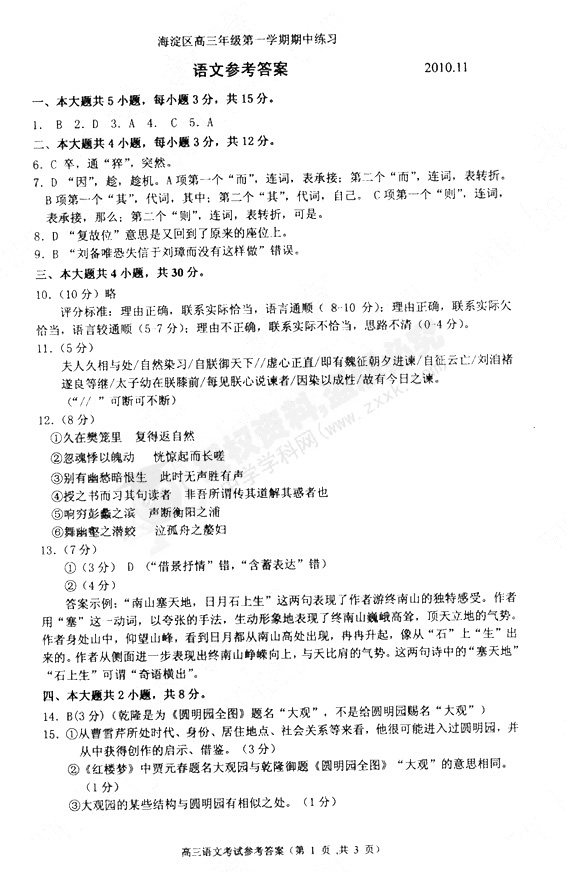 海淀区高三年级第一学期期中练习
语文参考答案 2010.11
一、本大题共5小题，每小题3分，共15分。
1. B 2. D 3. A 4. C 5. A
二、本大题共4小题，每小题3分，共12分。
6. C 卒，通“猝”，突然。
7. D “因”，趁，趁机。A项第一个“而”，连词，表承接；第二个“而”，连词，表转折。
B项第一个“其”，代词，其中；第二个“其”，代词，自己。 C项第一个“则”，连词，
表承接，那么；第二个“则”，连词，表转折，可是。
8. D “复故位”意思是又回到了原来的座位上。
9. B “刘备唯恐失信于刘璋而没有这样做”错误。
三、本大题共4小题，共30分。
10. (10分) 略
评分标准：理由正确，联系实际恰当，语言通顺（8-10分）；理由正确，联系实际欠
恰当，语言较通顺（5-7分）；理由不正确，联系实际不恰当，思路不清（0-4分）。
11. (5分)
夫人久相与处/自然染习/自朕御天下//虚心正直/即有魏征朝夕进谏/自征云亡/刘洎褚
遂良等继/太子幼在朕膝前/每见朕心说谏者/因染以成性/故有今日之谏。
（“//”可断可不断）
12. (8分)
①久在樊笼里 复得返自然
②忽魂悸以魄动 恍惊起而长嗟
③别有幽愁暗恨生 此时无声胜有声
④授之书而习其句读者 非吾所谓传其道解其惑者也
⑤响穷彭蠡之滨 声断衡阳之浦
⑥舞幽壑之潜蛟 泣孤舟之嫠妇
13. (7分)
①（3分） D （“借景抒情”错，“含蓄表达”错）
②（4分）
答案示例：“南山塞天地，日月石上生”这两句表现了作者游终南山的独特感受。作者
用“塞”这一动词，以夸张的手法，生动形象地表现了终南山巍峨高耸，顶天立地的气势。
作者身处山中，仰望山峰，看到日月都从南山高处出现，冉冉升起，像从“石”上“生”出
来的。作者从侧面进一步表现出终南山峥嵘向上，与天比肩的气势。这两句诗中的“塞天地”
“石上生”可谓“奇语横出”。
四、本大题共2小题，共8分。
14. B(3分) （乾隆是为《圆明园全图》题名“大观”，不是给圆明园赐名“大观”）
15. ①从曹雪芹所处时代、身份、居住地点、社会关系等来看，他很可能进入过圆明园，并
从中获得创作的启示、借鉴。（3分）
②《红楼梦》中贾元春题名大观园与乾隆御题《圆明园全图》“大观”的意思相同。
（1分）
③大观园的某些结构与圆明园有相似之处。（1分）
高三语文考试参考答案（第 1 页 ,共 3 页）